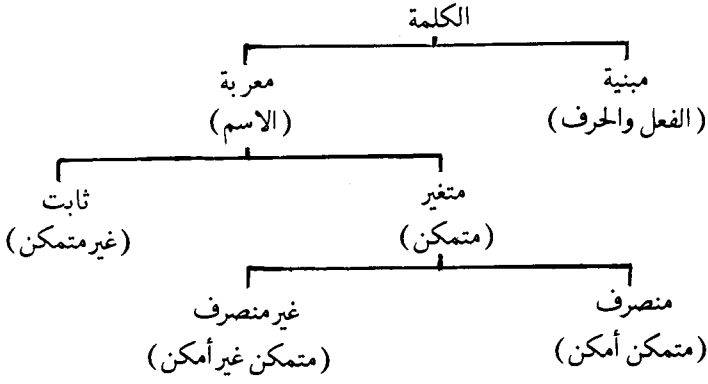 الكلمة
مبنية
(الفعل والحرف)
معربة
(الاسم)
متغير
(متمكن)
ثابت
(غير متمكن)
منصرف
(متمكن أمكن)
غير منصرف
(متمكن غير أمكن)